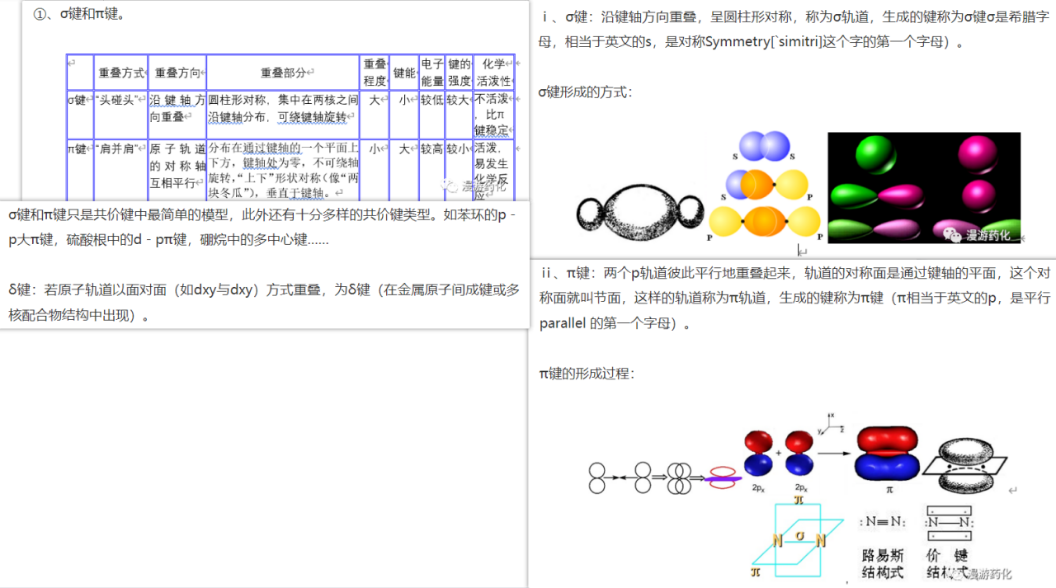 ①、σ键和π键。
重叠方式 重叠方向 重叠部分 重叠程度 键能 电子能量 键的强度 化学活泼性
σ键 “头碰头” 沿键轴方向重叠 圆柱形对称，集中在两核之间沿键轴分布，可绕键轴旋转 大 小 较低 较大 不活泼，比π键稳定
π键 “肩并肩” 原子轨道的对称轴互相平行 分布在通过键轴的一个平面上下方，键轴处为零，不可绕轴旋转，“上下”形状对称（像“两块冬瓜”），垂直于键轴。 小 大 较高 较小 活泼，易发生化学反应
漫游药化
σ键和π键只是共价键中最简单的模型，此外还有十分多样的共价键类型。如苯环的p﹣
p大π键，硫酸根中的d﹣pπ键，硼烷中的多中心键......
δ键：若原子轨道以面对面（如dxy与dxy）方式重叠，为δ键（在金属原子间成键或多
核配合物结构中出现）。
ⅰ、σ键：沿键轴方向重叠，呈圆柱形对称，称为σ轨道，生成的键称为σ键σ是希腊字
母，相当于英文的s，是对称Symmetry[`simitri]这个字的第一个字母）。
σ键形成的方式：
S S
S P
P P
漫游药化
ⅱ、π键：两个p轨道彼此平行地重叠起来，轨道的对称面是通过键轴的平面，这个对
称面就叫节面，这样的轨道称为π轨道，生成的键称为π键（π相当于英文的p，是平行
parallel 的第一个字母）。
π键的形成过程：
x
y z
+
2px 2px π
π
N σ N
π
:N≡N: :N—N:
路易斯 价 键
结构式 结构式
漫游药化